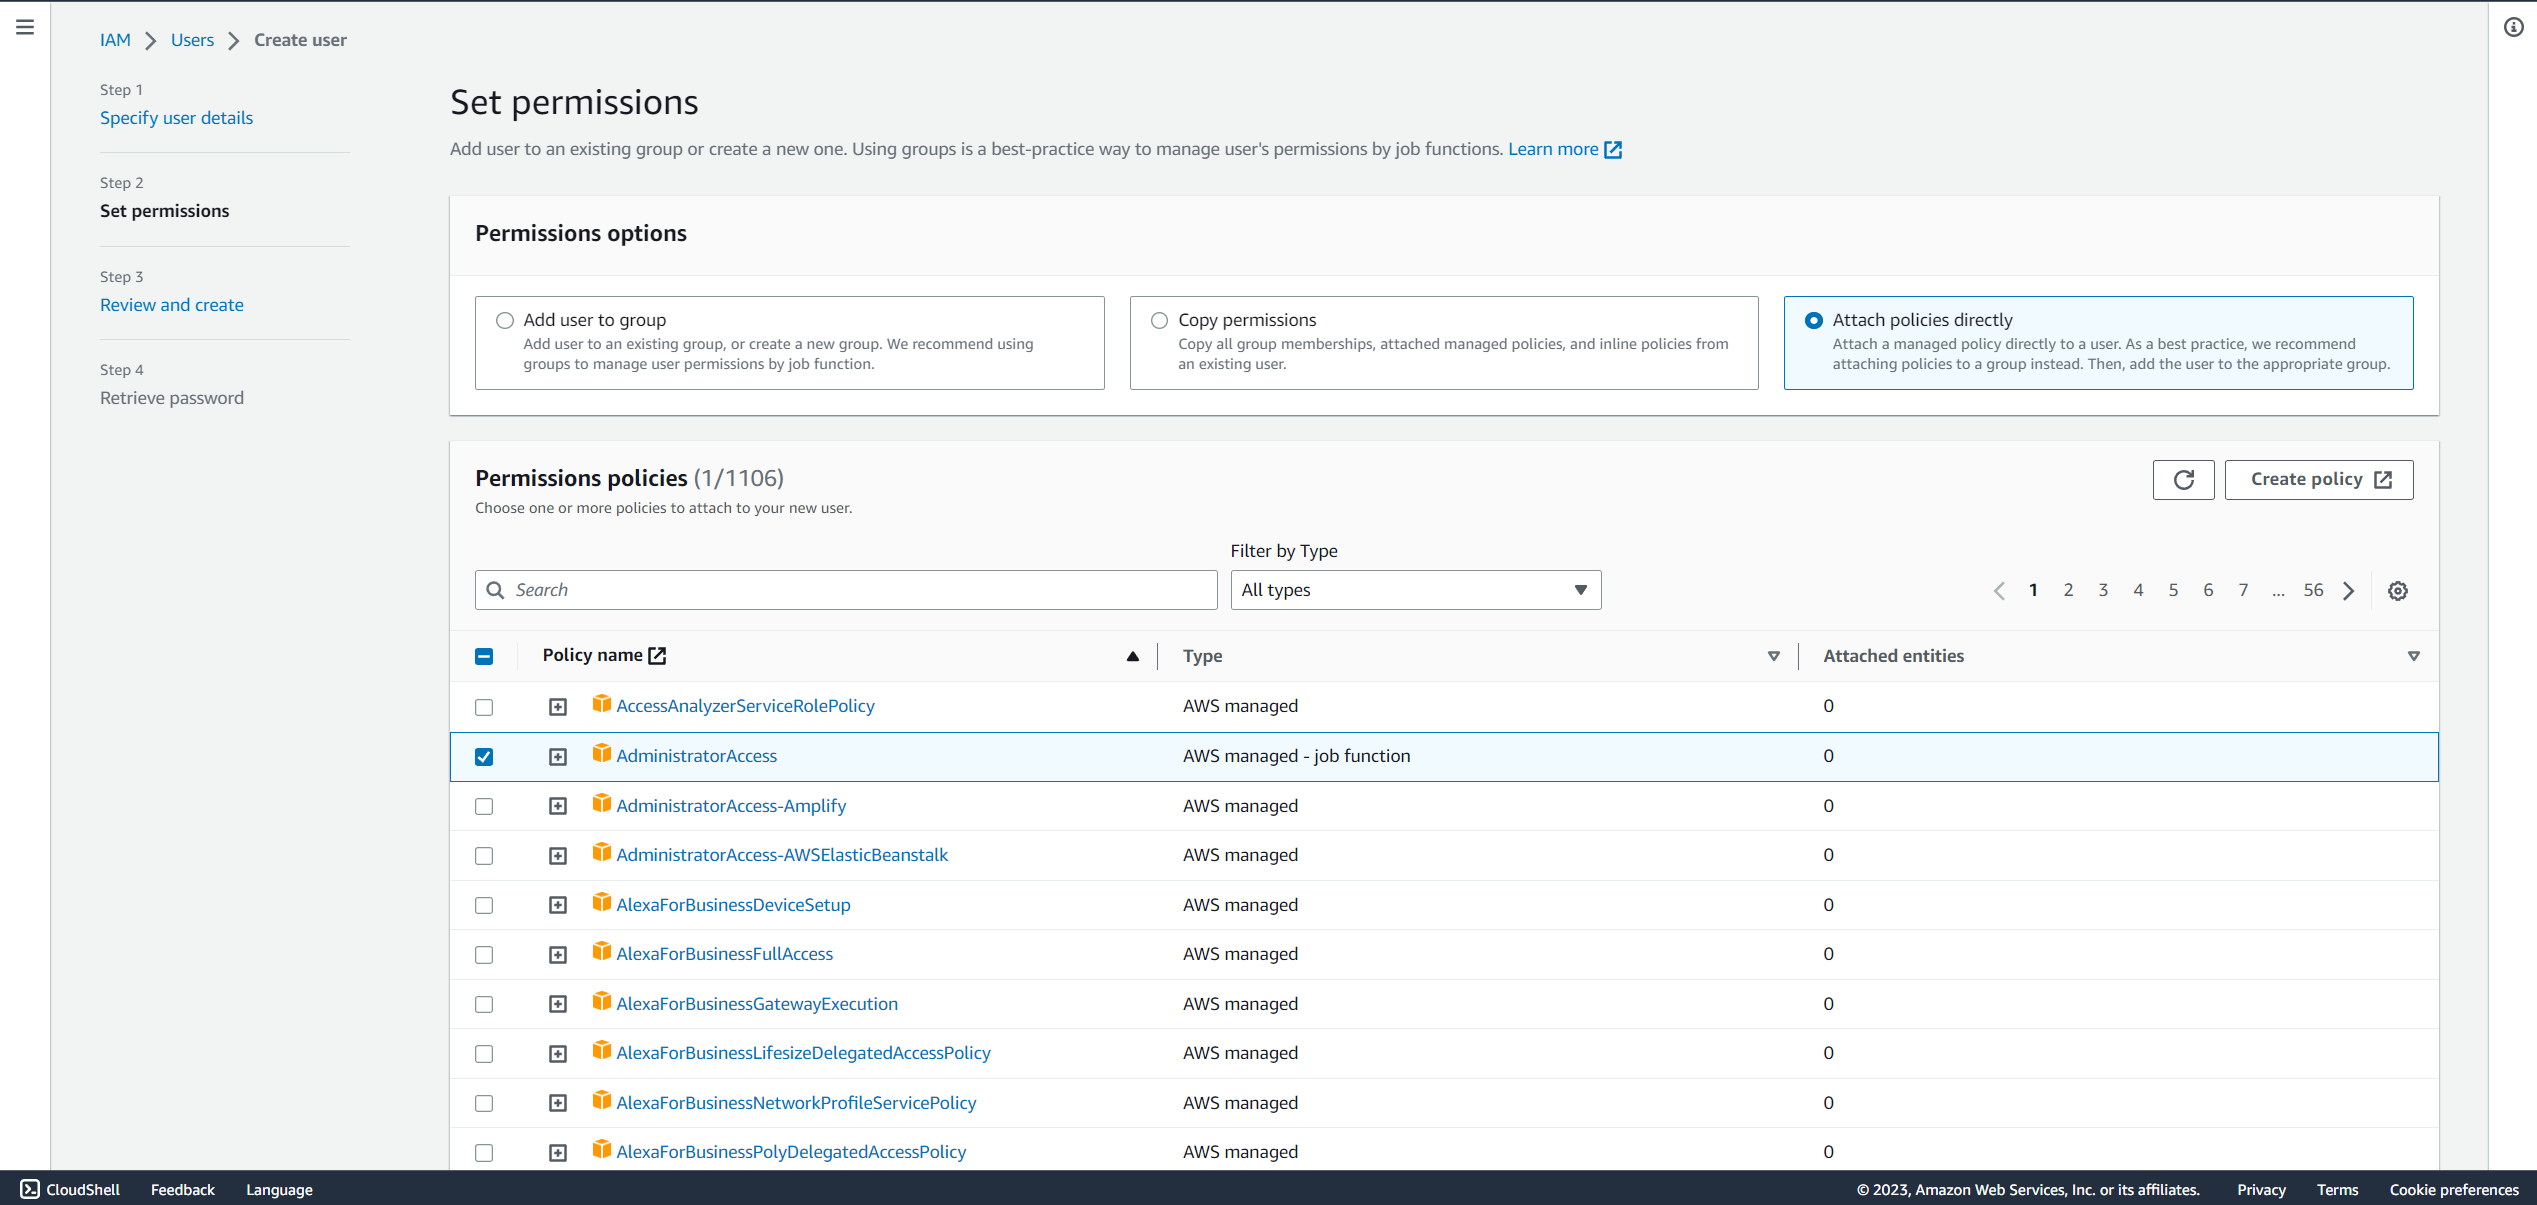 IAM > Users > Create user
Step 1
Specify user details
Step 2
Set permissions
Step 3
Review and create
Step 4
Retrieve password
Set permissions
Add user to an existing group or create a new one. Using groups is a best-practice way to manage user's permissions by job functions. Learn more
Permissions options
Add user to group
Add user to an existing group, or create a new group. We recommend using
groups to manage user permissions by job function.
Copy permissions
Copy all group memberships, attached managed policies, and inline policies from
an existing user.
Attach policies directly
Attach a managed policy directly to a user. As a best practice, we recommend
attaching policies to a group instead. Then, add the user to the appropriate group.
Permissions policies (1/1106)
Choose one or more policies to attach to your new user.
Create policy
Filter by Type
Search
All types
1 2 3 4 5 6 7 ... 56
Policy name Type Attached entities
AccessAnalyzerServiceRolePolicy AWS managed 0
AdministratorAccess AWS managed - job function 0
AdministratorAccess-Amplify AWS managed 0
AdministratorAccess-AWSElasticBeanstalk AWS managed 0
AlexaForBusinessDeviceSetup AWS managed 0
AlexaForBusinessFullAccess AWS managed 0
AlexaForBusinessGatewayExecution AWS managed 0
AlexaForBusinessLifesizeDelegatedAccessPolicy AWS managed 0
AlexaForBusinessNetworkProfileServicePolicy AWS managed 0
AlexaForBusinessPolyDelegatedAccessPolicy AWS managed 0
CloudShell Feedback Language © 2023, Amazon Web Services, Inc. or its affiliates. Privacy Terms Cookie preferences